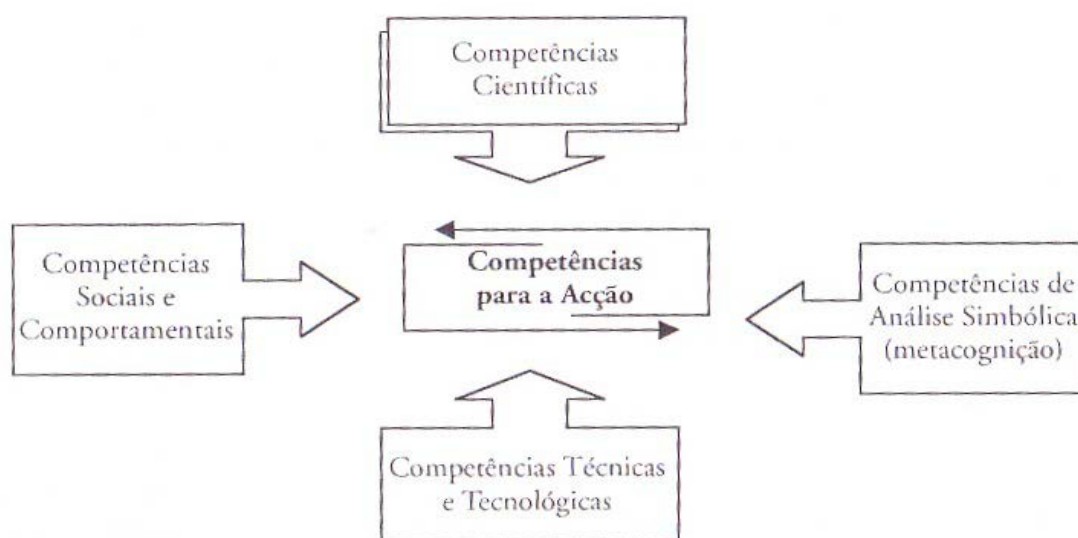 Competências
Científicas
Competências
Sociais e
Comportamentais
Competências
para a Acção
Competências de
Análise Simbólica
(metacognição)
Competências Técnicas
e Tecnológicas